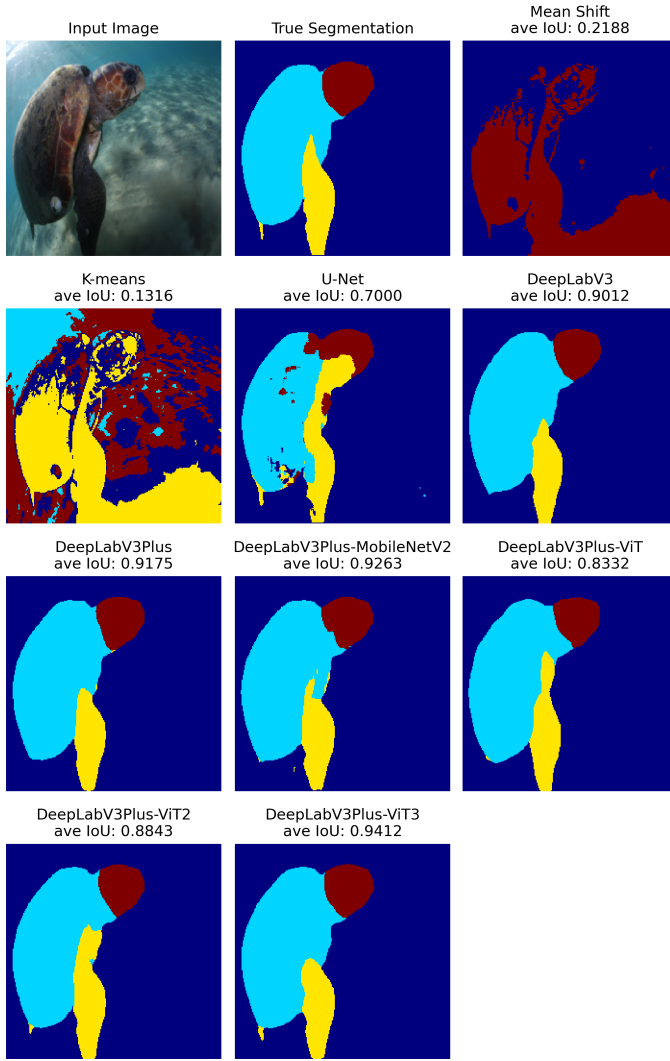 Input Image
True Segmentation
Mean Shift
ave IoU: 0.2188
K-means
ave IoU: 0.1316
U-Net
ave IoU: 0.7000
DeepLabV3
ave IoU: 0.9012
DeepLabV3Plus
ave IoU: 0.9175
DeepLabV3Plus-MobileNetV2
ave IoU: 0.9263
DeepLabV3Plus-ViT
ave IoU: 0.8332
DeepLabV3Plus-ViT2
ave IoU: 0.8843
DeepLabV3Plus-ViT3
ave IoU: 0.9412